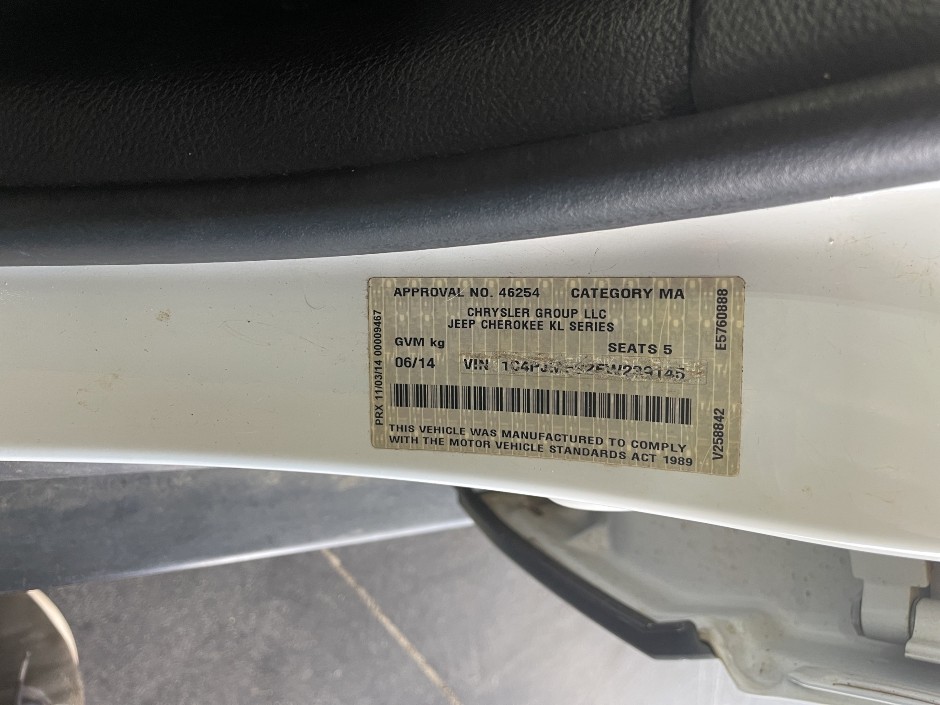 APPROVAL NO. 46254 CATEGORY MA
CHRYSLER GROUP LLC
JEEP CHEROKEE KL SERIES
GVM kg SEATS 5
06/14 VIN
THIS VEHICLE WAS MANUFACTURED TO COMPLY
WITH THE MOTOR VEHICLE STANDARDS ACT 1989
PRX 11/03/14 00009467
E5760888
V258842